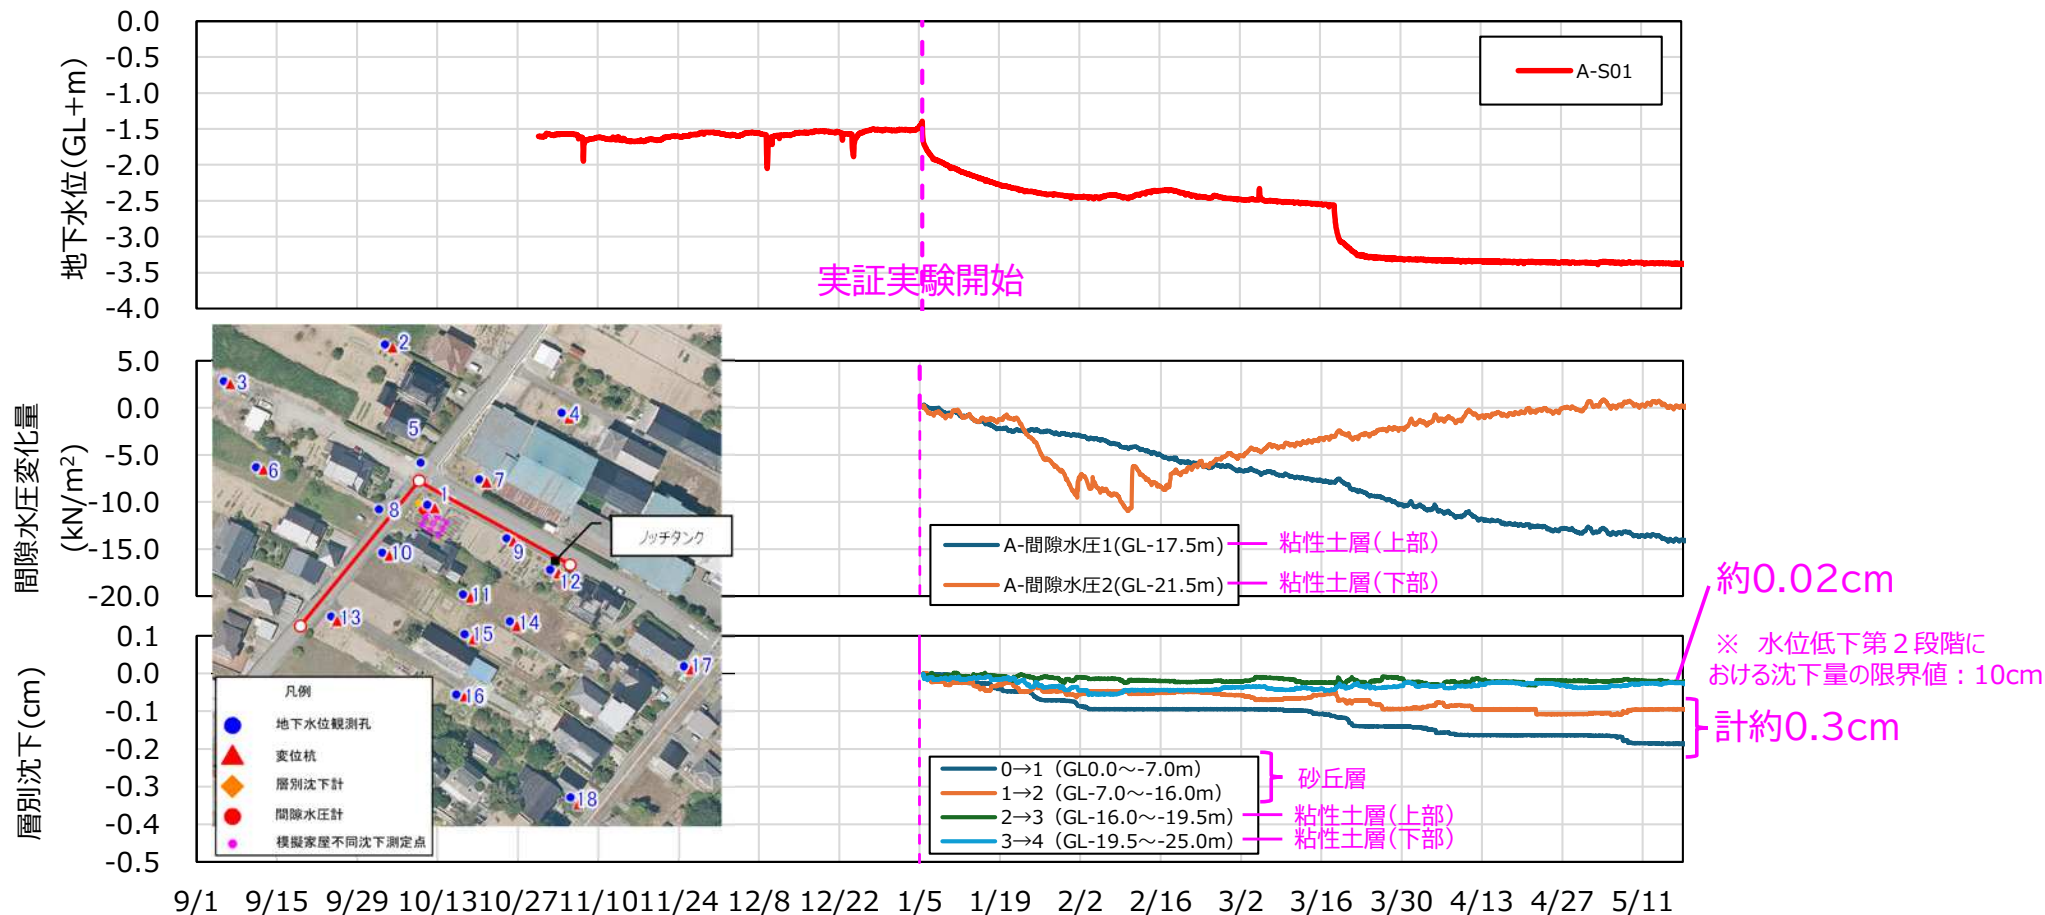 地下水位(GL+m)
0.0
-0.5
-1.0
-1.5
-2.0
-2.5
-3.0
-3.5
-4.0
A-S01
実証実験開始
間隙水圧変化量
(kN/m²)
5.0
0.0
-5.0
-10.0
-15.0
-20.0
A-間隙水圧1(GL-17.5m)
粘性土層(上部)
A-間隙水圧2(GL-21.5m)
粘性土層(下部)
2
3
4
5
6
7
1
8
ノッチタンク
9
10
12
11
13
14
15
17
16
18
凡例
地下水位観測孔
変位杭
層別沈下計
間隙水圧計
模擬家屋不同沈下測定点
層別沈下(cm)
0.1
0.0
-0.1
-0.2
-0.3
-0.4
-0.5
0→1（GL0.0～-7.0m）
1→2（GL-7.0～-16.0m）
砂丘層
2→3（GL-16.0～-19.5m）
粘性土層(上部)
3→4（GL-19.5～-25.0m）
粘性土層(下部)
約0.02cm
※ 水位低下第２段階に
おける沈下量の限界値：10cm
計約0.3cm
9/1 9/15 9/29 10/13 10/27 11/10 11/24 12/8 12/22 1/5 1/19 2/2 2/16 3/2 3/16 3/30 4/13 4/27 5/11